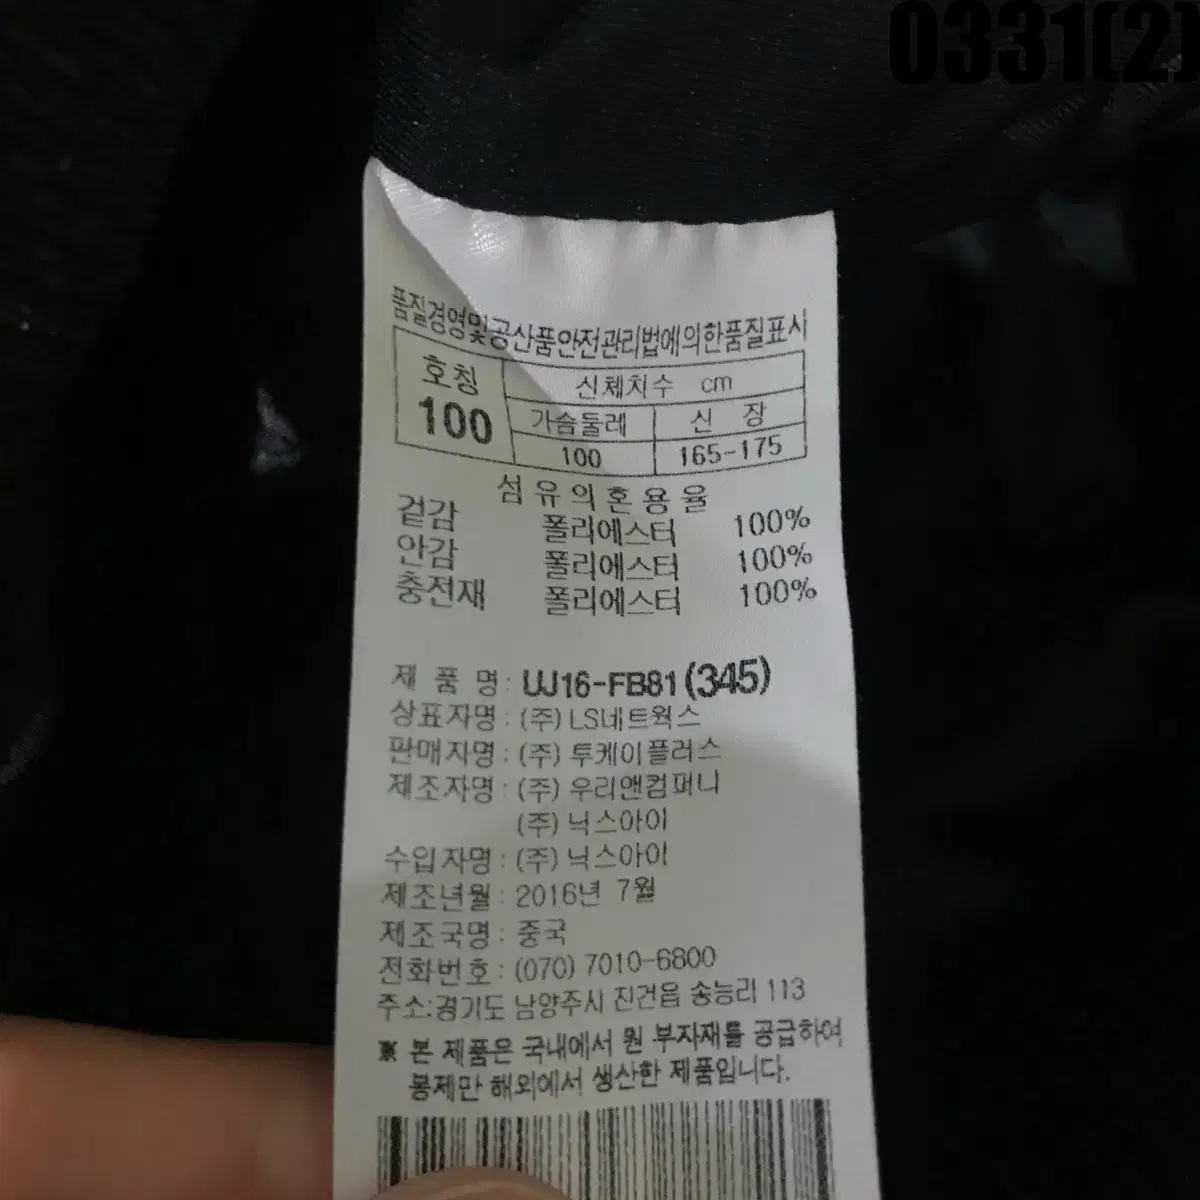 0331(2)
품질경영및공산품안전관리법에의한품질표시
호칭 신체치수 cm
100 가슴둘레 신 장
100 165-175
섬유의혼용율
겉감 폴리에스터 100%
안감 폴리에스터 100%
충전재 폴리에스터 100%
제 품 명: UJ16-FB81(345)
상표자명: (주) LS네트웍스
판매자명: (주) 투케이플러스
제조자명: (주) 우리앤컴퍼니
(주) 닉스아이
수입자명: (주) 닉스아이
제조년월: 2016년 7월
제조국명: 중국
전화번호: (070) 7010-6800
주소:경기도 남양주시 진건읍 송능리 113
※ 본 제품은 국내에서 원 부자재를 공급하여
봉제만 해외에서 생산한 제품입니다.